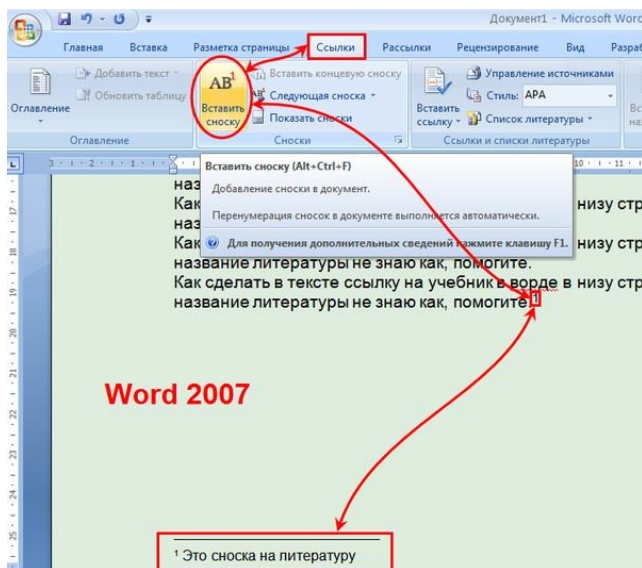 Документ1 - Microsoft Word
Главная Вставка Разметка страницы Ссылки Рассылки Рецензирование Вид Разраб
Оглавление
Добавить текст
Обновить таблицу
Оглавление
AB¹
Вставить сноску
Вставить концевую сноску
Следующая сноска
Показать сноски
Сноски
Вставить ссылку
Управление источниками
Стиль: APA
Список литературы
Ссылки и списки литературы
Вставить сноску (Alt+Ctrl+F)
Добавление сноски в документ.
Перенумерация сносок в документе выполняется автоматически.
Для получения дополнительных сведений нажмите клавишу F1.
наз
Как низу стр
наз
Как низу стр
название литературы не знаю как, помогите.
Как сделать в тексте ссылку на учебник в ворде в низу стр
название литературы не знаю как, помогите.¹
Word 2007
¹ Это сноска на литературу